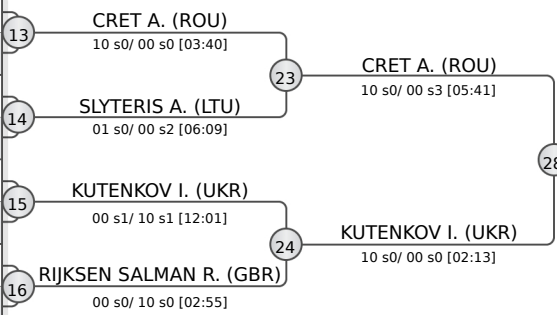 13
CRET A. (ROU)
10 s0/ 00 s0 [03:40]
23
CRET A. (ROU)
10 s0/ 00 s3 [05:41]
14
SLYTERIS A. (LTU)
01 s0/ 00 s2 [06:09]
28
15
KUTENKOV I. (UKR)
00 s1/ 10 s1 [12:01]
24
KUTENKOV I. (UKR)
10 s0/ 00 s0 [02:13]
16
RIJKSEN SALMAN R. (GBR)
00 s0/ 10 s0 [02:55]